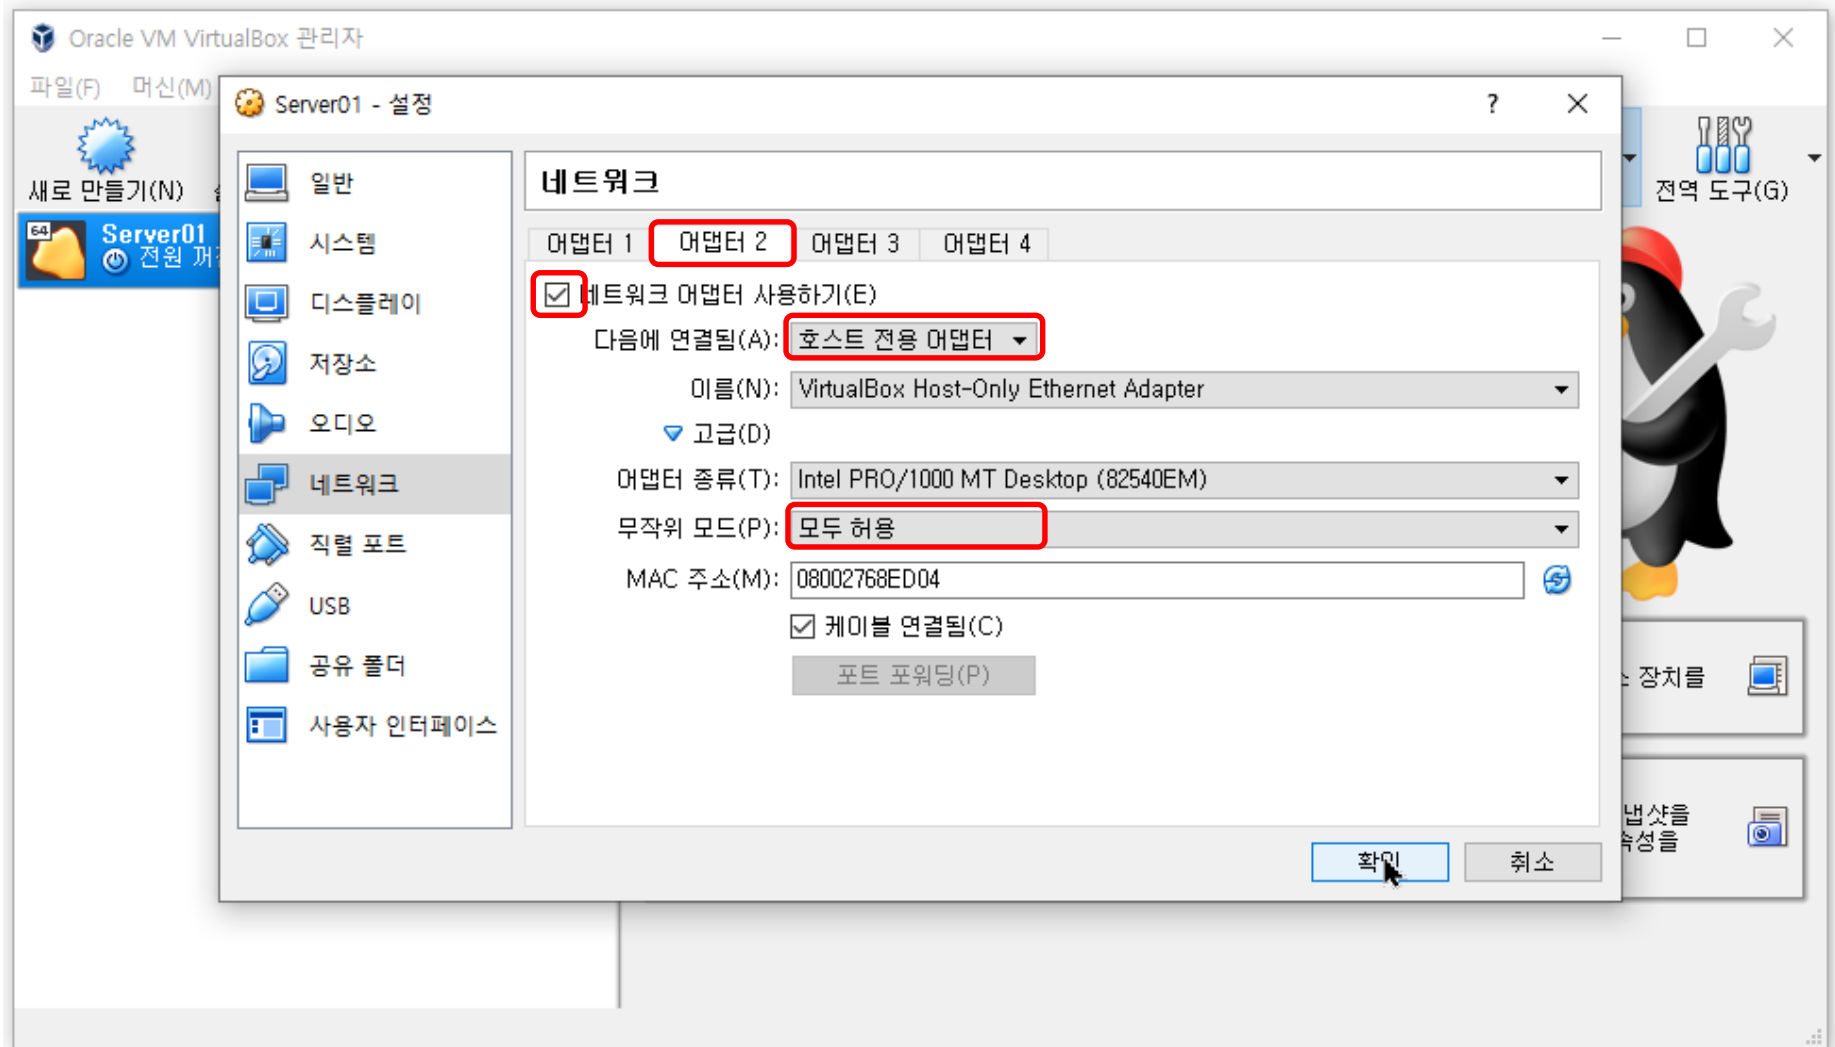 Oracle VM VirtualBox 관리자
파일(F) 머신(M)
Server01 - 설정
?
새로 만들기(N)
전역 도구(G)
64
Server01
전원
일반
시스템
디스플레이
저장소
오디오
네트워크
직렬 포트
USB
공유 폴더
사용자 인터페이스
네트워크
어댑터 1 어댑터 2 어댑터 3 어댑터 4
네트워크 어댑터 사용하기(E)
다음에 연결됨(A): 호스트 전용 어댑터
이름(N): VirtualBox Host-Only Ethernet Adapter
고급(D)
어댑터 종류(T): Intel PRO/1000 MT Desktop (82540EM)
무작위 모드(P): 모두 허용
MAC 주소(M): 08002768ED04
케이블 연결됨(C)
포트 포워딩(P)
장치를
냅샷을
속성을
확인 취소